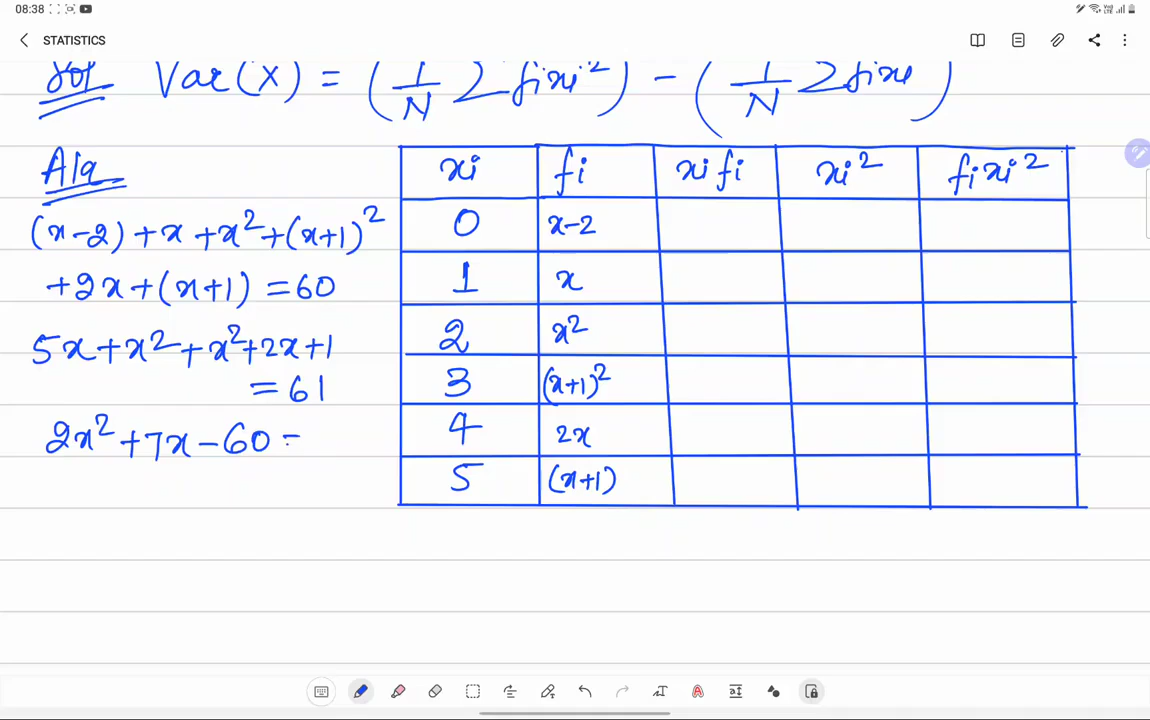 08:38
STATISTICS
Sol Var(X) = (1/N Σfixi²) - (1/N Σfixi)
A/q
(x-2)+x+x²+(x+1)²
+2x+(x+1) = 60
5x+x²+x²+2x+1
= 61
2x²+7x-60 =
xi fi xifi xi² fixi²
0 x-2
1 x
2 x²
3 (x+1)²
4 2x
5 (x+1)